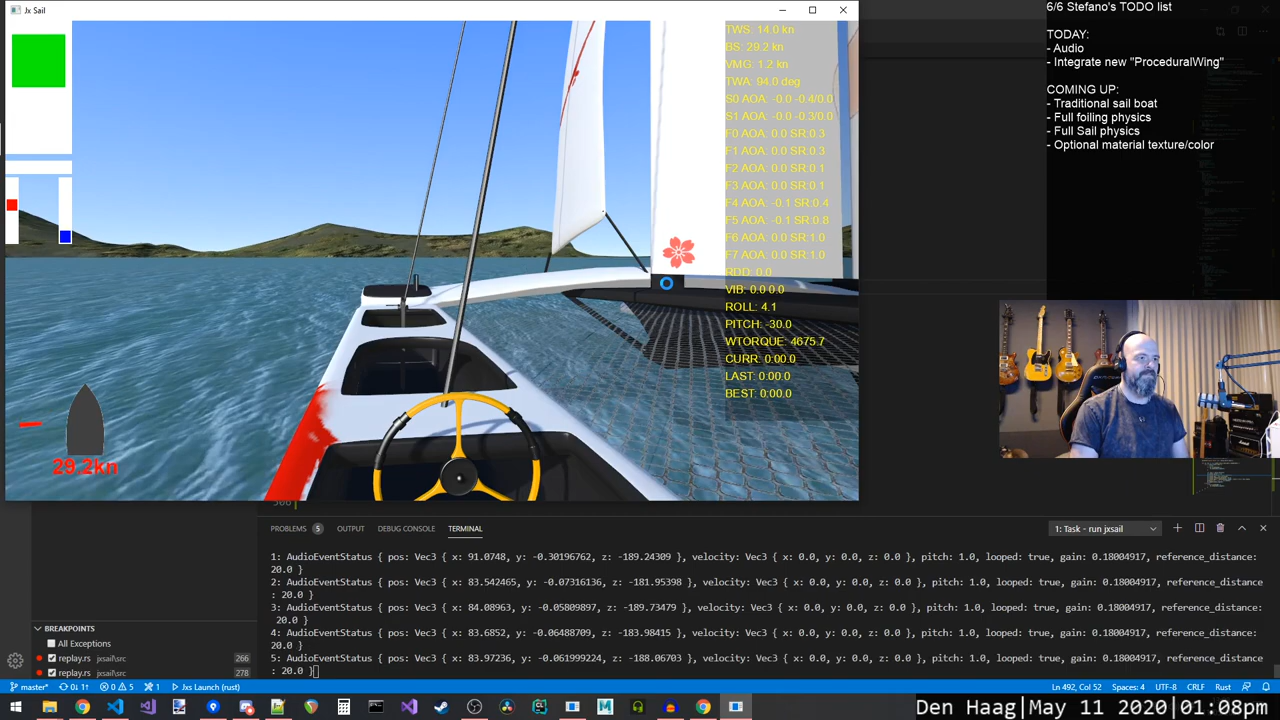 Jx Sail
TWS: 14.0 kn
BS: 29.2 kn
VMG: 1.2 kn
TWA: 94.0 deg
S0 AOA: -0.0 -0.4/0.0
S1 AOA: -0.0 -0.3/0.0
F0 AOA: 0.0 SR:0.3
F1 AOA: 0.0 SR:0.3
F2 AOA: 0.0 SR:0.1
F3 AOA: 0.0 SR:0.1
F4 AOA: -0.1 SR:0.4
F5 AOA: -0.1 SR:0.8
F6 AOA: 0.0 SR:1.0
F7 AOA: 0.0 SR:1.0
RDD: 0.0
VIB: 0.0 0.0
ROLL: 4.1
PITCH: -30.0
WTORQUE: 4675.7
CURR: 0:00.0
LAST: 0:00.0
BEST: 0:00.0
29.2kn
6/6 Stefano's TODO list
TODAY:
- Audio
- Integrate new "ProceduralWing"
COMING UP:
- Traditional sail boat
- Full foiling physics
- Full Sail physics
- Optional material texture/color
PROBLEMS 5 OUTPUT DEBUG CONSOLE TERMINAL 1: Task - run jxsail
1: AudioEventStatus { pos: Vec3 { x: 91.0748, y: -0.30196762, z: -189.24309 }, velocity: Vec3 { x: 0.0, y: 0.0, z: 0.0 }, pitch: 1.0, looped: true, gain: 0.18004917, reference_distance:
20.0 }
2: AudioEventStatus { pos: Vec3 { x: 83.542465, y: -0.07316136, z: -181.95398 }, velocity: Vec3 { x: 0.0, y: 0.0, z: 0.0 }, pitch: 1.0, looped: true, gain: 0.18004917, reference_distance
: 20.0 }
3: AudioEventStatus { pos: Vec3 { x: 84.08963, y: -0.05809897, z: -189.73479 }, velocity: Vec3 { x: 0.0, y: 0.0, z: 0.0 }, pitch: 1.0, looped: true, gain: 0.18004917, reference_distance:
20.0 }
4: AudioEventStatus { pos: Vec3 { x: 83.6852, y: -0.06488709, z: -183.98415 }, velocity: Vec3 { x: 0.0, y: 0.0, z: 0.0 }, pitch: 1.0, looped: true, gain: 0.18004917, reference_distance:
20.0 }
5: AudioEventStatus { pos: Vec3 { x: 83.97236, y: -0.061999224, z: -188.06703 }, velocity: Vec3 { x: 0.0, y: 0.0, z: 0.0 }, pitch: 1.0, looped: true, gain: 0.18004917, reference_distance
: 20.0 }
BREAKPOINTS
All Exceptions
replay.rs jxsail\src 266
replay.rs jxsail\src 278
master* 0↓ 1↑ 0 5 1 Jxs Launch (rust) Ln 492, Col 52 Spaces: 4 UTF-8 CRLF Rust
Den Haag|May 11 2020|01:08pm